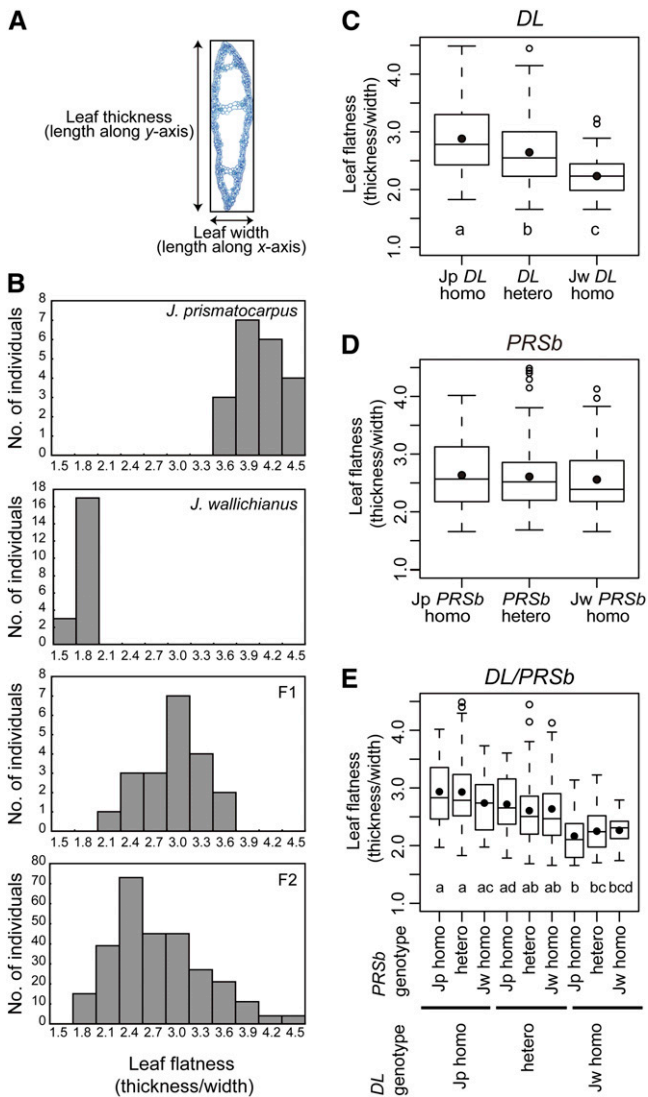 A
Leaf thickness
(length along y-axis)
Leaf width
(length along x-axis)
B
No. of individuals
8
7
6
5
4
3
2
1
0
J. prismatocarpus
1.5 1.8 2.1 2.4 2.7 3.0 3.3 3.6 3.9 4.2 4.5
No. of individuals
18
16
14
12
10
8
6
4
2
0
J. wallichianus
1.5 1.8 2.1 2.4 2.7 3.0 3.3 3.6 3.9 4.2 4.5
No. of individuals
8
7
6
5
4
3
2
1
0
F1
1.5 1.8 2.1 2.4 2.7 3.0 3.3 3.6 3.9 4.2 4.5
No. of individuals
80
70
60
50
40
30
20
10
0
F2
1.5 1.8 2.1 2.4 2.7 3.0 3.3 3.6 3.9 4.2 4.5
Leaf flatness
(thickness/width)
C
DL
Leaf flatness
(thickness/width)
4.0
3.0
2.0
1.0
a b c
Jp DL
homo
DL
hetero
Jw DL
homo
D
PRSb
Leaf flatness
(thickness/width)
4.0
3.0
2.0
1.0
Jp PRSb
homo
PRSb
hetero
Jw PRSb
homo
E
DL/PRSb
Leaf flatness
(thickness/width)
4.0
3.0
2.0
1.0
a a ac ad ab ab b bc bcd
PRSb
genotype
Jp homo
hetero
Jw homo
Jp homo
hetero
Jw homo
Jp homo
hetero
Jw homo
DL
genotype
Jp homo
hetero
Jw homo